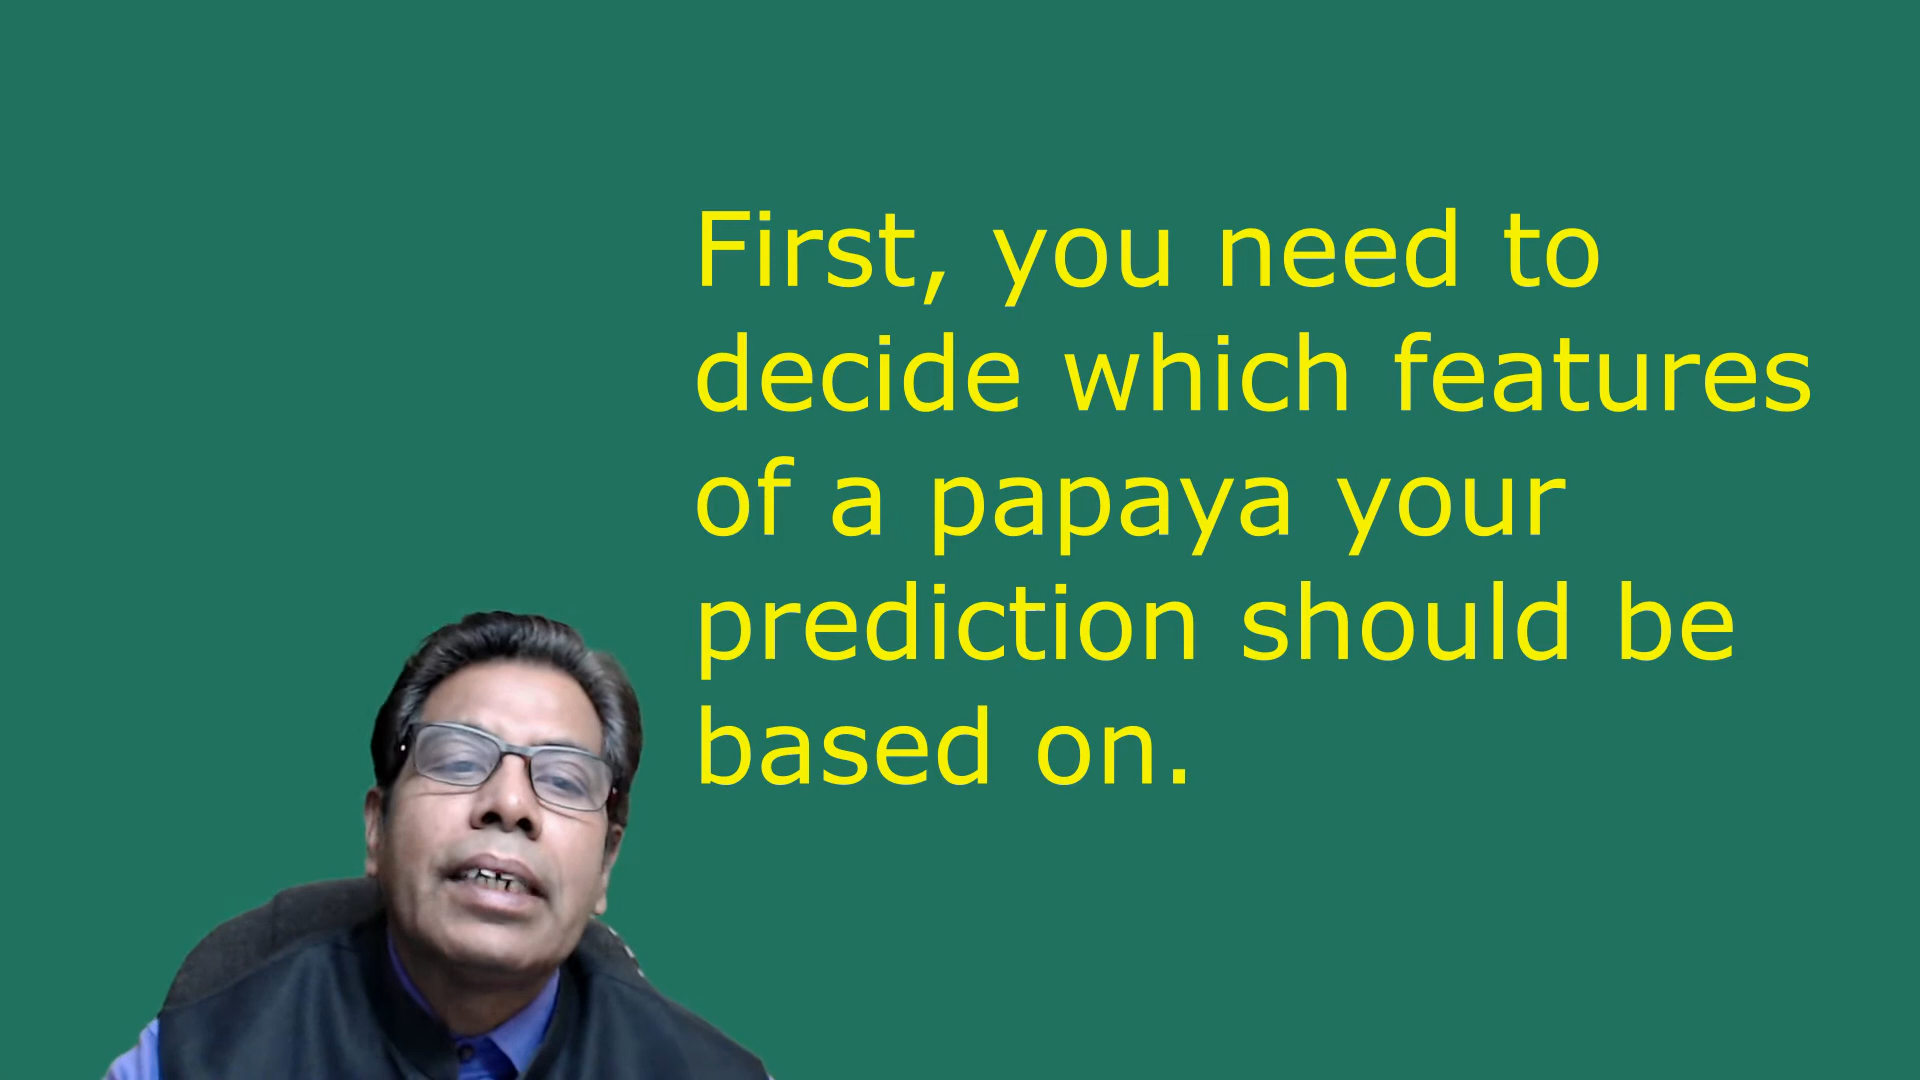 First, you need to
decide which features
of a papaya your
prediction should be
based on.